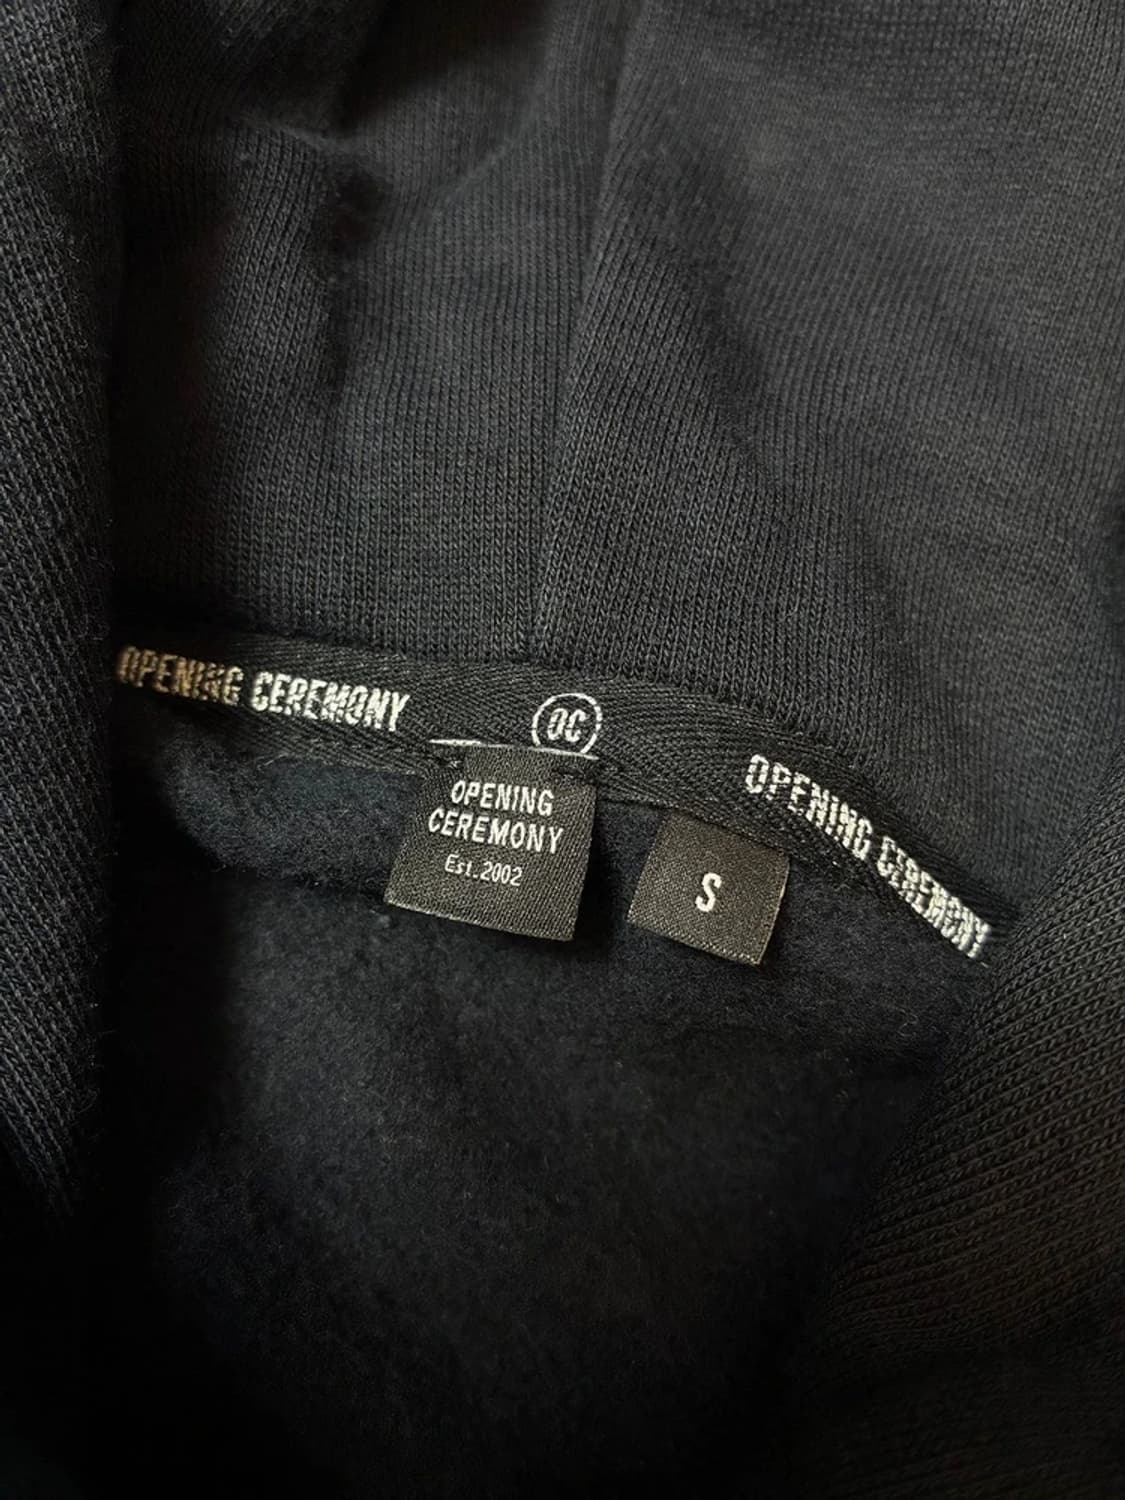 OPENING CEREMONY
OC
OPENING CEREMONY
OPENING
CEREMONY
Est.2002
S